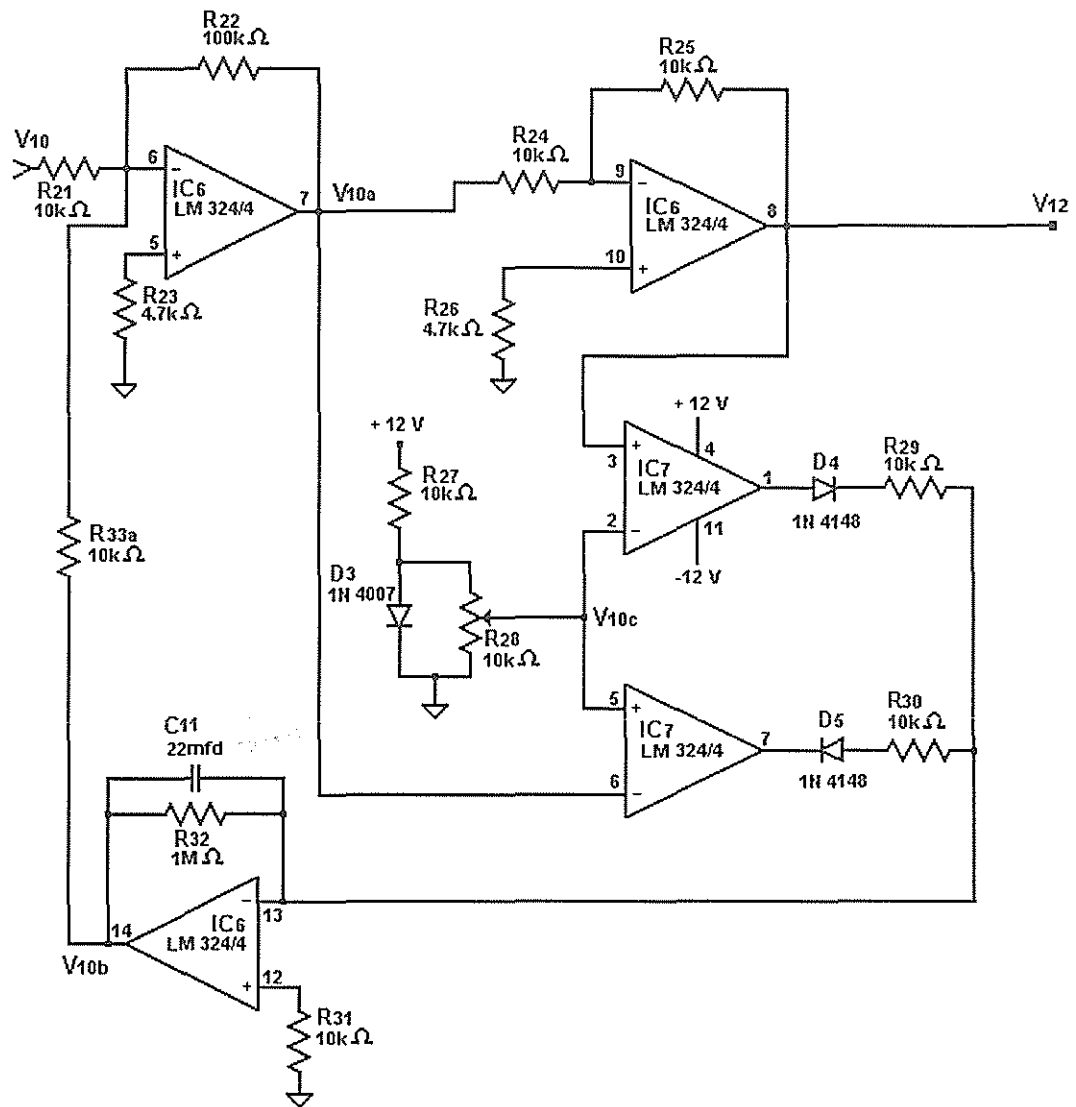 R22
100kΩ
V10
R21
10kΩ
6
-
IC6
LM 324/4
5
+
7
V10a
R23
4.7kΩ
R25
10kΩ
R24
10kΩ
9
-
IC6
LM 324/4
10
+
8
V12
R26
4.7kΩ
+ 12 V
R27
10kΩ
D3
1N 4007
R28
10kΩ
V10c
+ 12 V
4
3
+
IC7
LM 324/4
2
-
11
-12 V
1
D4
1N 4148
R29
10kΩ
5
+
IC7
LM 324/4
6
-
7
D5
1N 4148
R30
10kΩ
R33a
10kΩ
C11
22mfd
R32
1MΩ
14
IC6
LM 324/4
-
13
+
12
V10b
R31
10kΩ